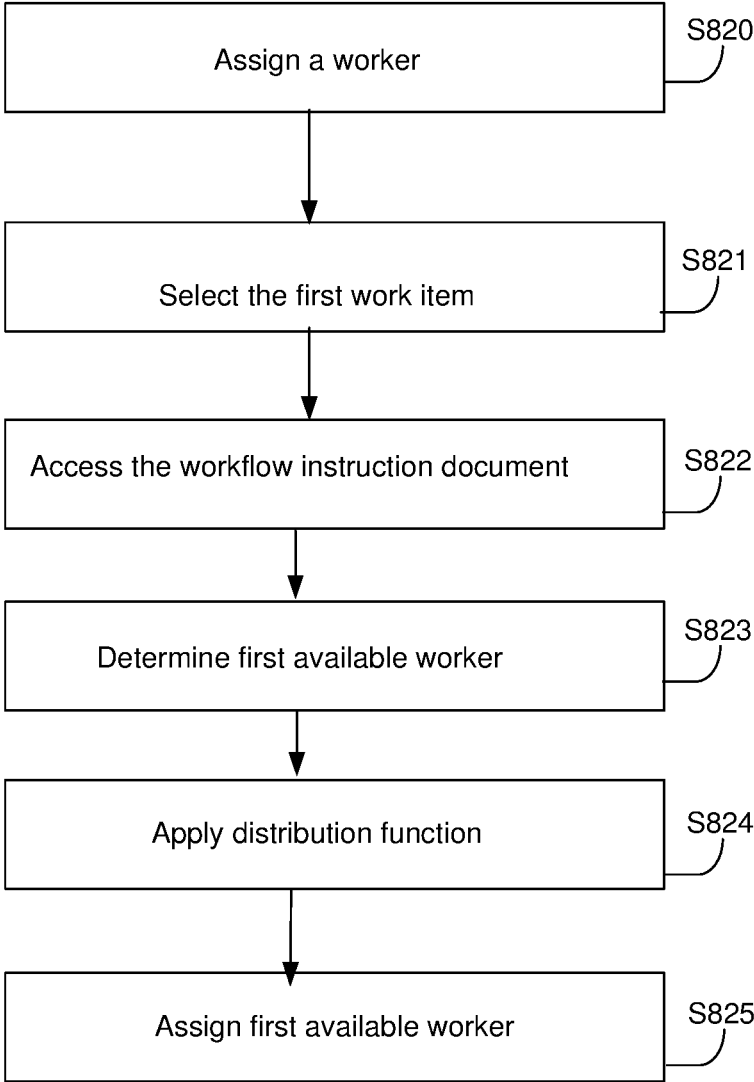 S820
Assign a worker
S821
Select the first work item
S822
Access the workflow instruction document
S823
Determine first available worker
S824
Apply distribution function
S825
Assign first available worker